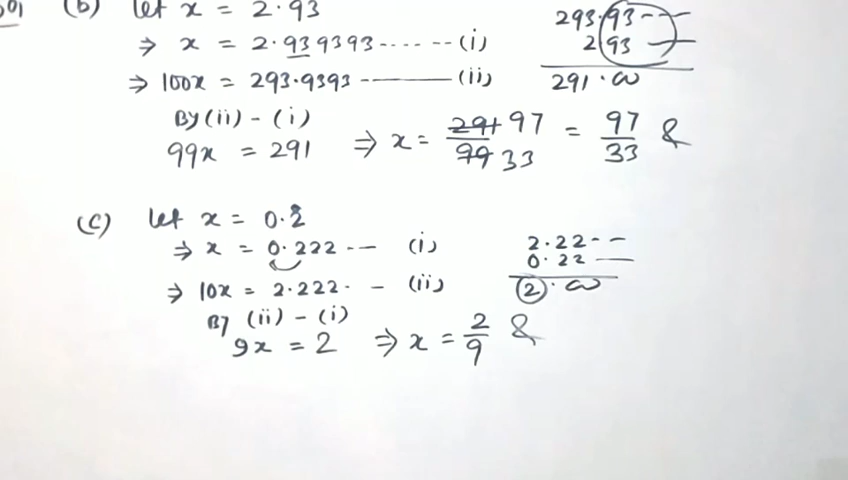 (b) let x = 2.93
⇒ x = 2.939393------(i)
⇒ 100x = 293.9393 ——— (ii)
By (ii) - (i)
99x = 291 ⇒ x = 291 97 / 99 33 = 97/33 &
293.93---
2.93 —
291.00
(c) let x = 0.2
⇒ x = 0.222 --- (i)
⇒ 10x = 2.222. - (ii)
By (ii) - (i)
9x = 2 ⇒ x = 2/9 &
2.22--
0.22 —
2.00